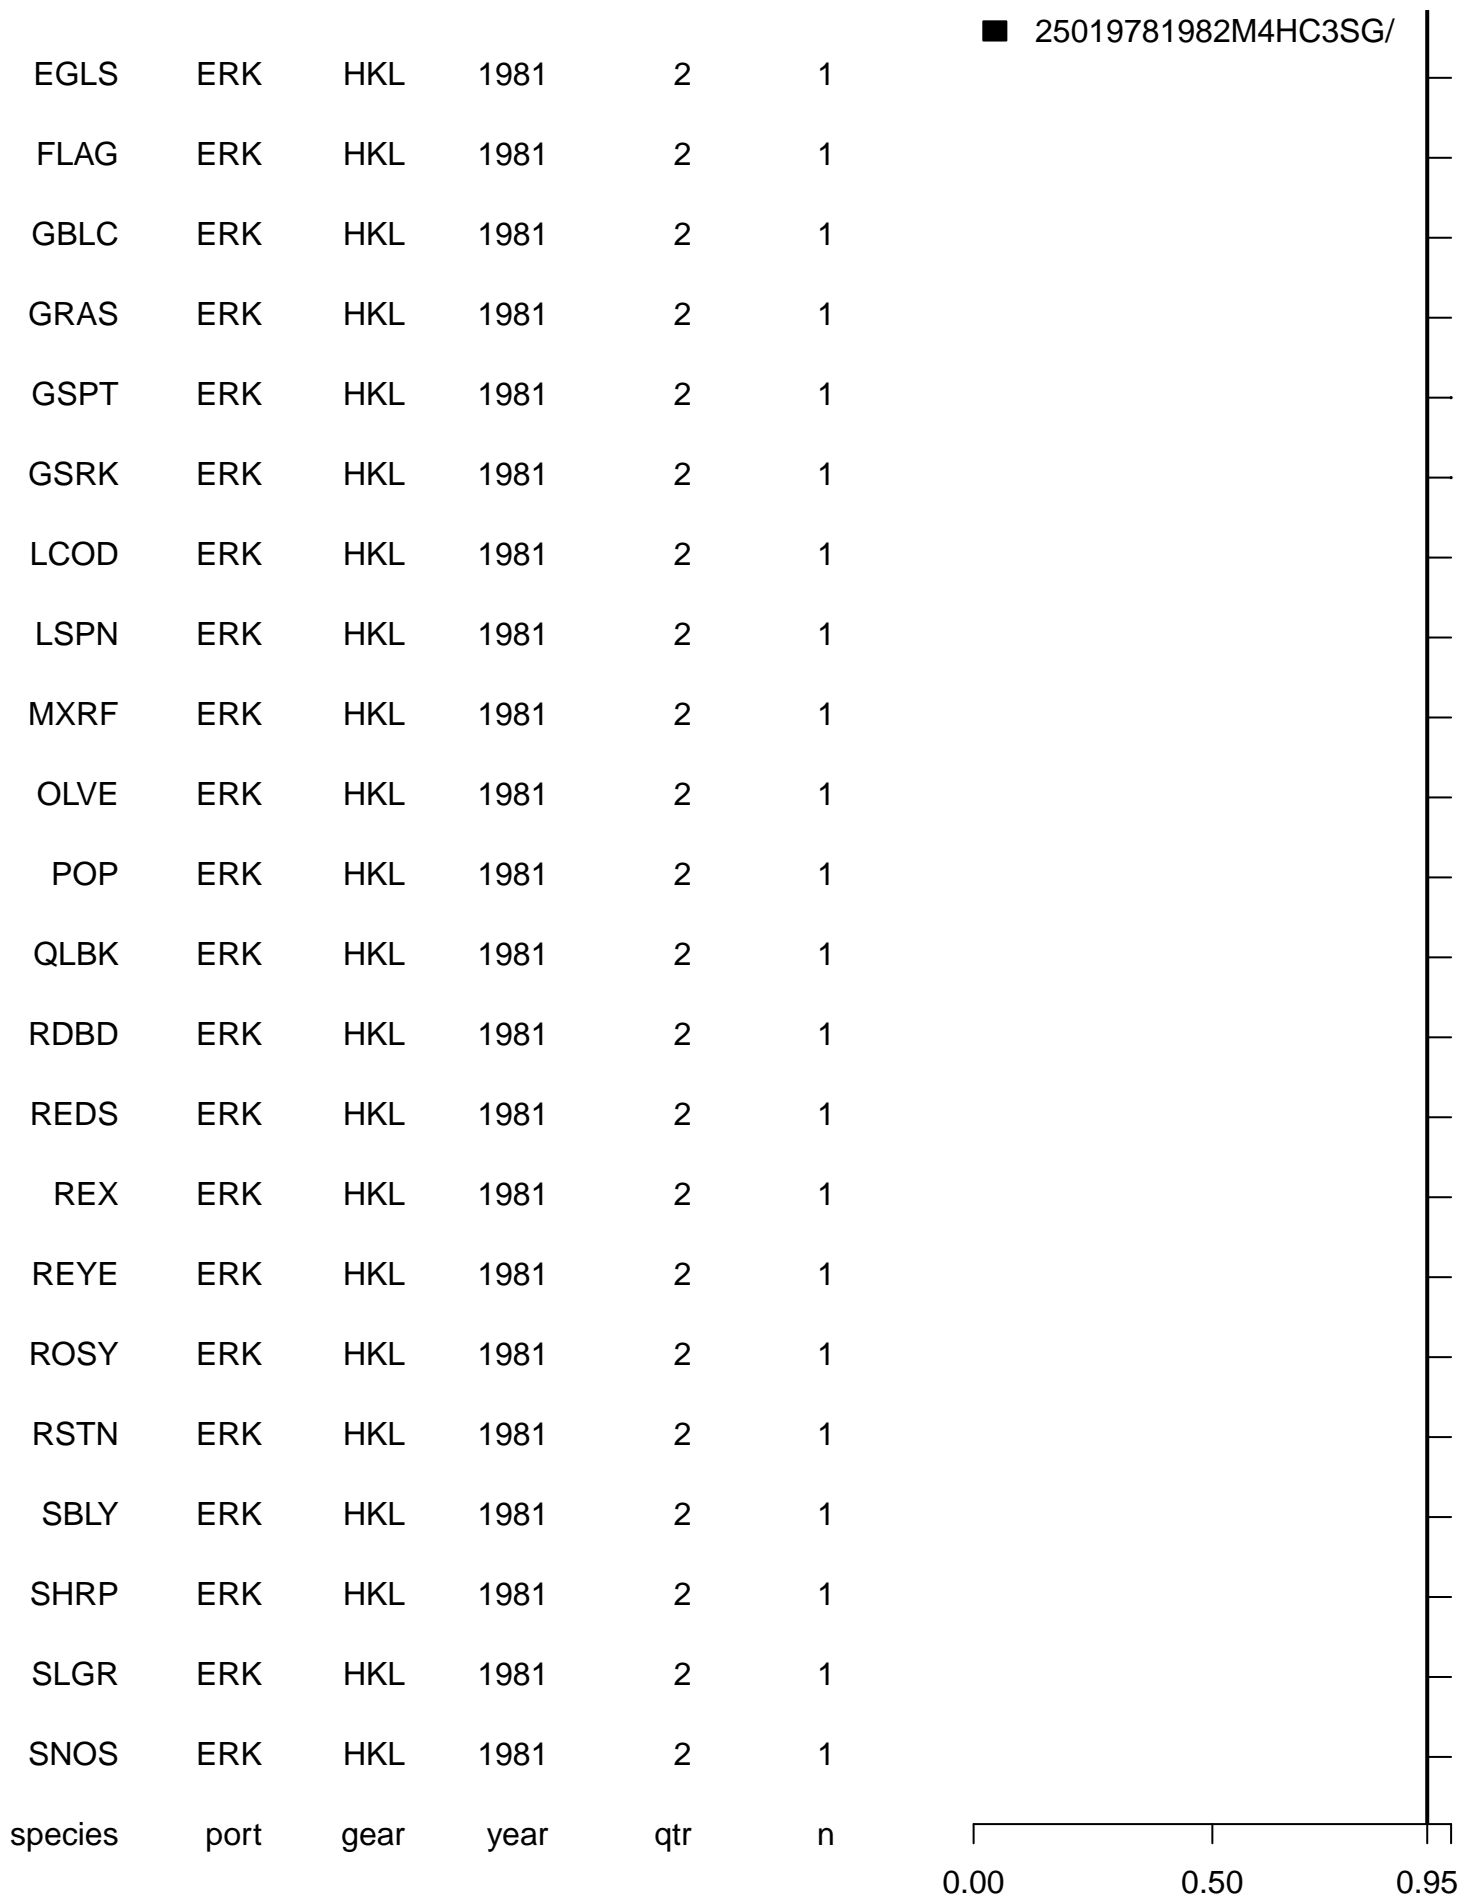 25019781982M4HC3SG/
EGLS ERK HKL 1981 2 1
FLAG ERK HKL 1981 2 1
GBLC ERK HKL 1981 2 1
GRAS ERK HKL 1981 2 1
GSPT ERK HKL 1981 2 1
GSRK ERK HKL 1981 2 1
LCOD ERK HKL 1981 2 1
LSPN ERK HKL 1981 2 1
MXRF ERK HKL 1981 2 1
OLVE ERK HKL 1981 2 1
POP ERK HKL 1981 2 1
QLBK ERK HKL 1981 2 1
RDBD ERK HKL 1981 2 1
REDS ERK HKL 1981 2 1
REX ERK HKL 1981 2 1
REYE ERK HKL 1981 2 1
ROSY ERK HKL 1981 2 1
RSTN ERK HKL 1981 2 1
SBLY ERK HKL 1981 2 1
SHRP ERK HKL 1981 2 1
SLGR ERK HKL 1981 2 1
SNOS ERK HKL 1981 2 1
species port gear year qtr n
0.00 0.50 0.95